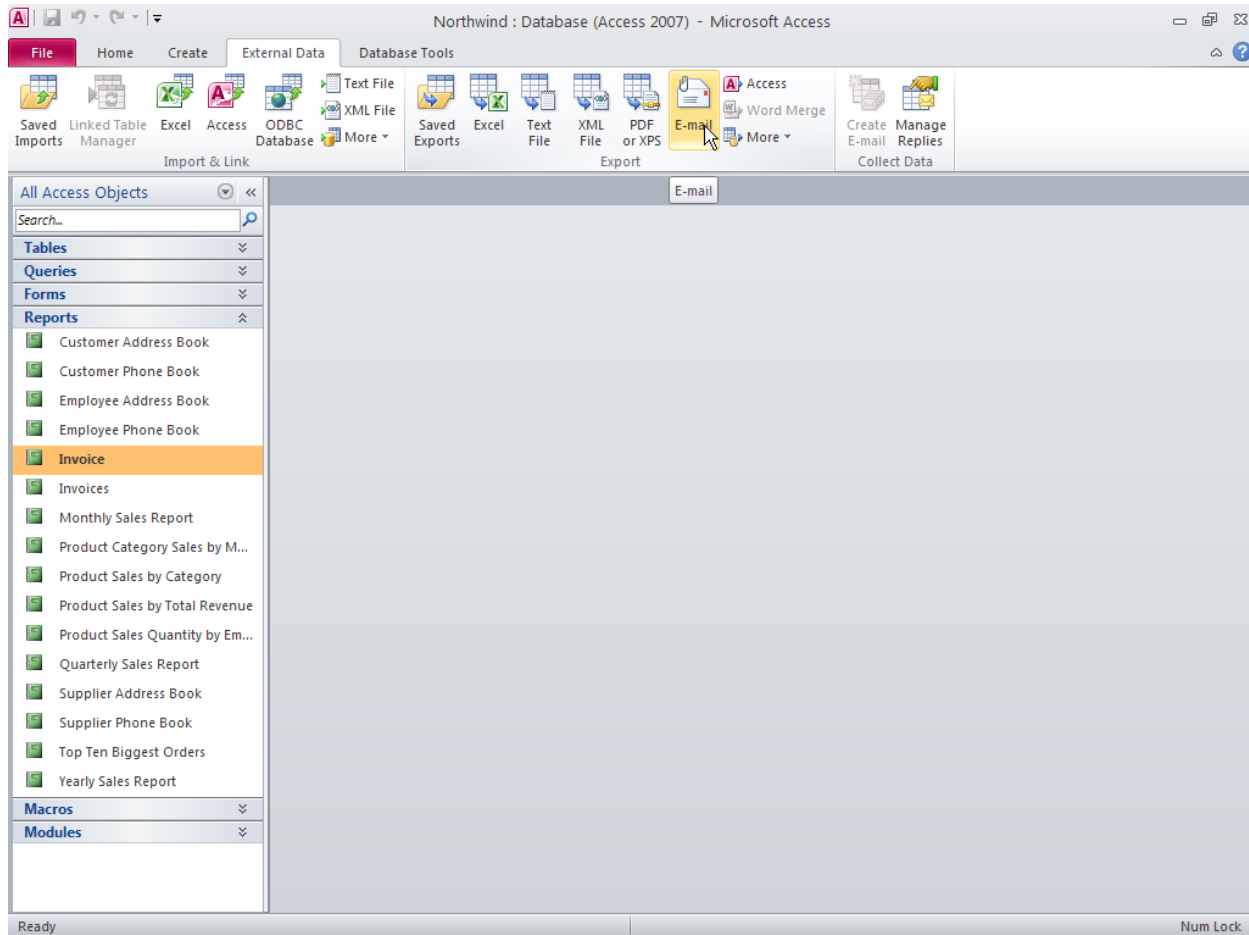 Northwind : Database (Access 2007) - Microsoft Access
File Home Create External Data Database Tools
Saved Imports
Linked Table Manager
Excel
Access
ODBC Database
Text File
XML File
More
Import & Link
Saved Exports
Excel
Text File
XML File
PDF or XPS
E-mail
Access
Word Merge
More
Export
Create E-mail
Manage Replies
Collect Data
E-mail
All Access Objects
Search...
Tables
Queries
Forms
Reports
Customer Address Book
Customer Phone Book
Employee Address Book
Employee Phone Book
Invoice
Invoices
Monthly Sales Report
Product Category Sales by M...
Product Sales by Category
Product Sales by Total Revenue
Product Sales Quantity by Em...
Quarterly Sales Report
Supplier Address Book
Supplier Phone Book
Top Ten Biggest Orders
Yearly Sales Report
Macros
Modules
Ready
Num Lock